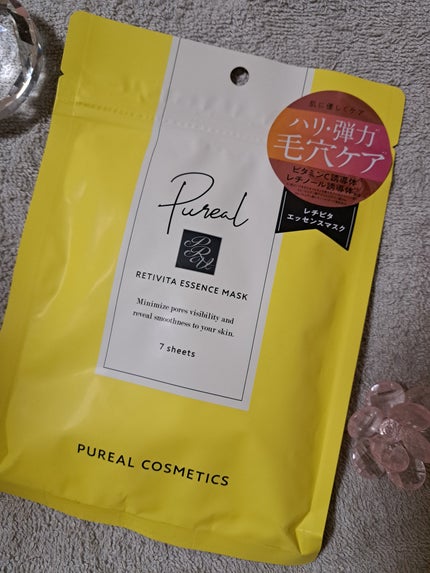 肌に優しくケア
ハリ・弾力
毛穴ケア
ビタミンC誘導体
レチノール誘導体
レチビタ
エッセンスマスク
Pureal
RETIVITA ESSENCE MASK
Minimize pores visibility and
reveal smoothness to your skin.
7 sheets
PUREAL COSMETICS